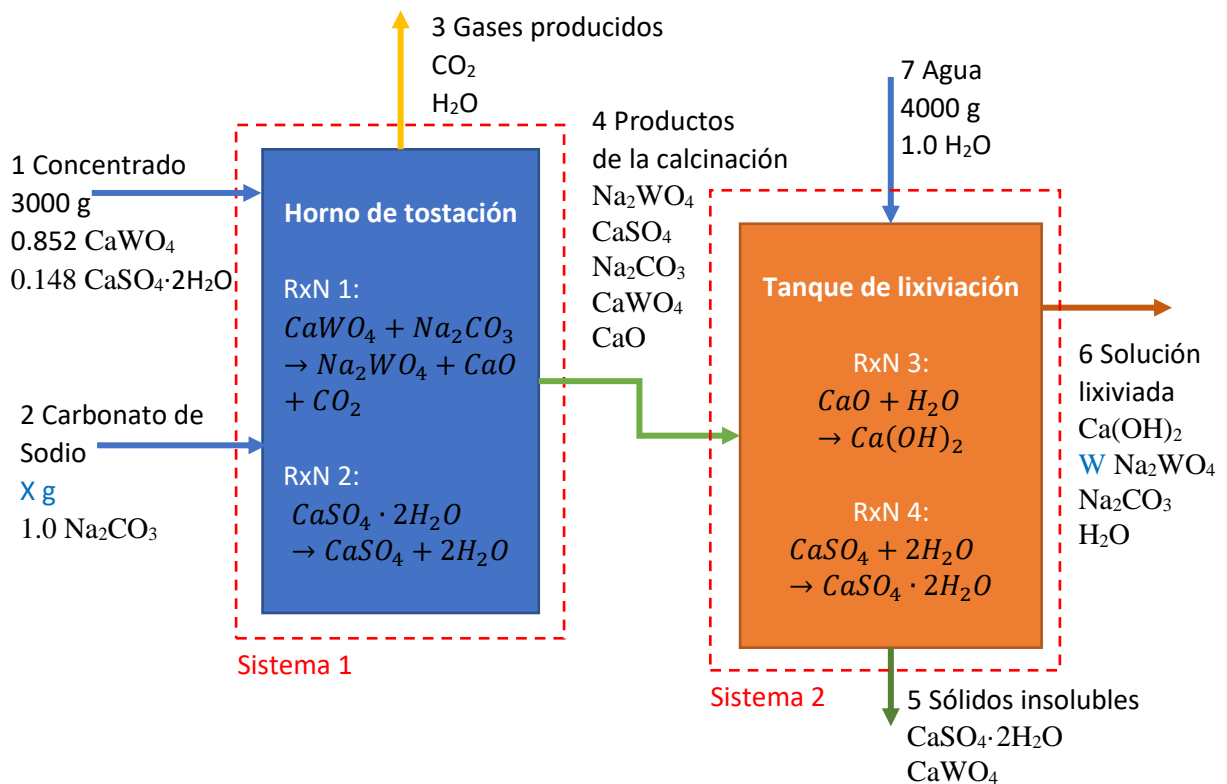 3 Gases producidos
CO₂
H₂O
7 Agua
4000 g
1.0 H₂O
1 Concentrado
3000 g
0.852 CaWO₄
0.148 CaSO₄·2H₂O
4 Productos
de la calcinación
Na₂WO₄
CaSO₄
Na₂CO₃
CaWO₄
CaO
Horno de tostación
RxN 1:
CaWO₄ + Na₂CO₃
→ Na₂WO₄ + CaO
+ CO₂
RxN 2:
CaSO₄ · 2H₂O
→ CaSO₄ + 2H₂O
2 Carbonato de
Sodio
X g
1.0 Na₂CO₃
Sistema 1
Tanque de lixiviación
RxN 3:
CaO + H₂O
→ Ca(OH)₂
RxN 4:
CaSO₄ + 2H₂O
→ CaSO₄ · 2H₂O
6 Solución
lixiviada
Ca(OH)₂
W Na₂WO₄
Na₂CO₃
H₂O
Sistema 2
5 Sólidos insolubles
CaSO₄·2H₂O
CaWO₄